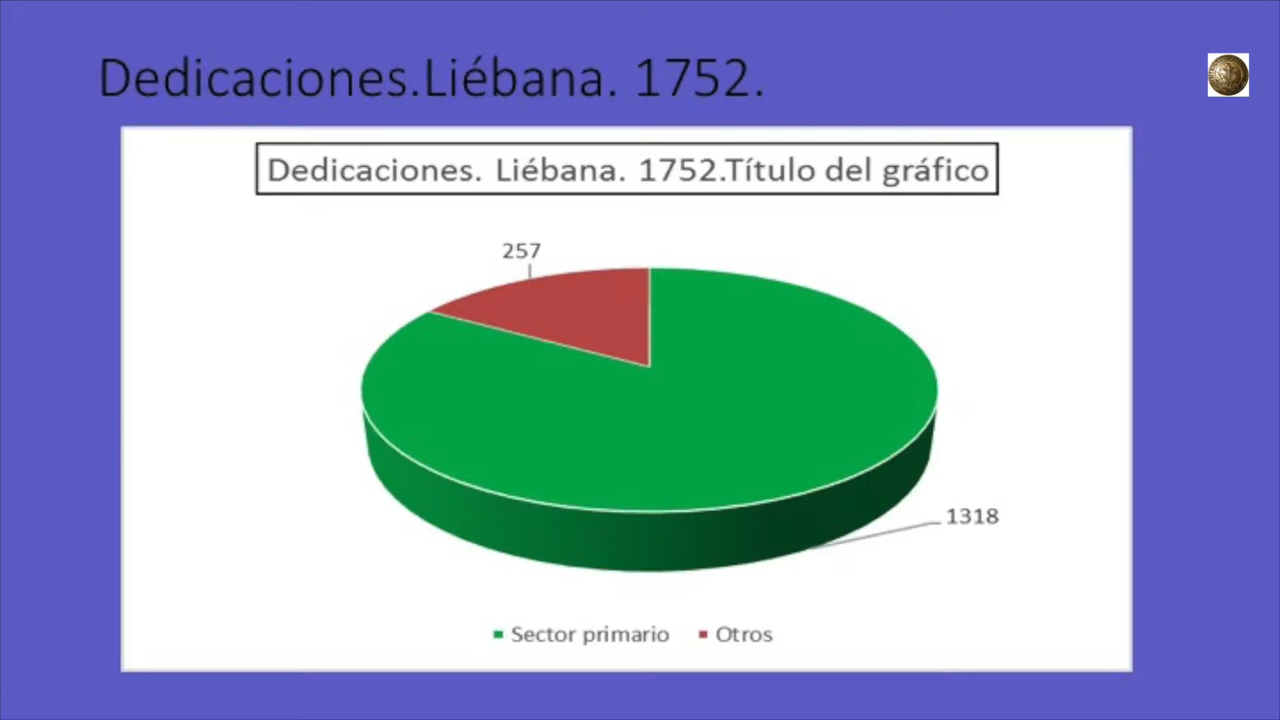 Dedicaciones.Liébana. 1752.
Dedicaciones. Liébana. 1752.Título del gráfico
257
1318
Sector primario Otros